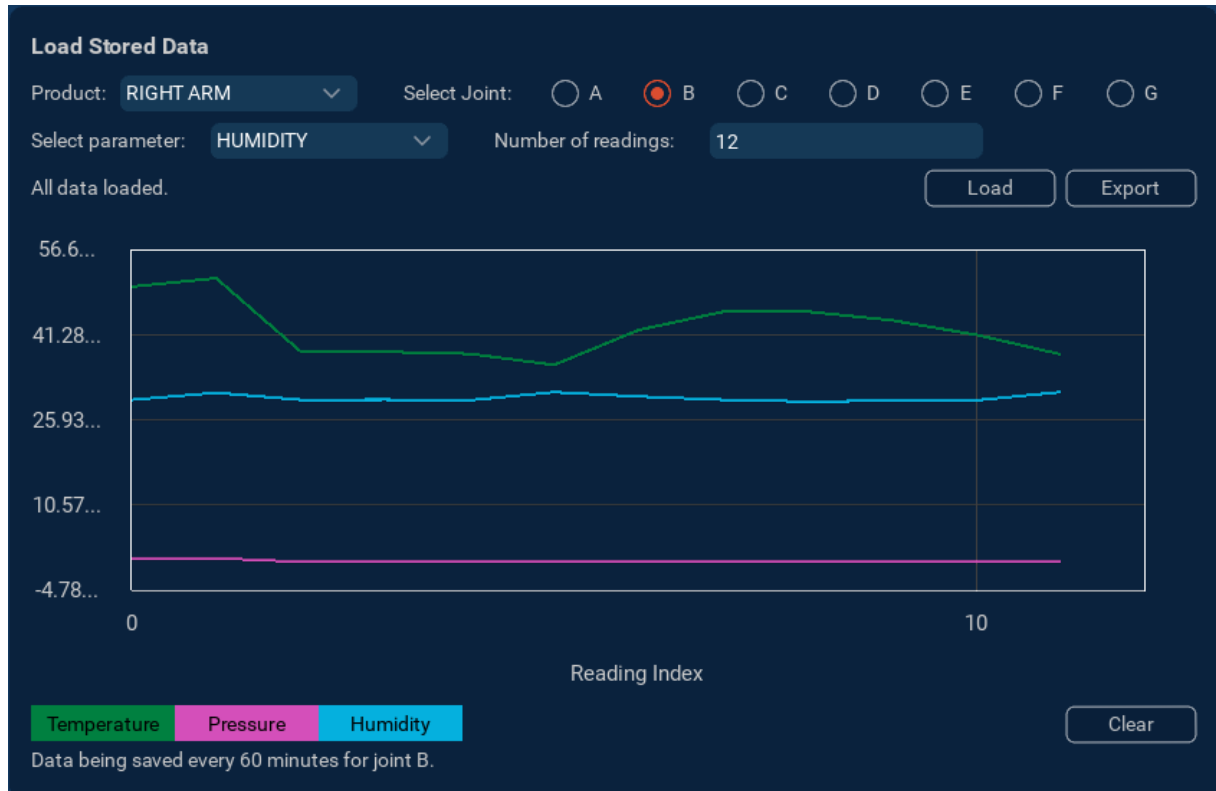 Load Stored Data
Product: RIGHT ARM Select Joint: A B C D E F G
Select parameter: HUMIDITY Number of readings: 12
All data loaded. Load Export
56.6...
41.28...
25.93...
10.57...
-4.78...
0 10
Reading Index
Temperature Pressure Humidity Clear
Data being saved every 60 minutes for joint B.